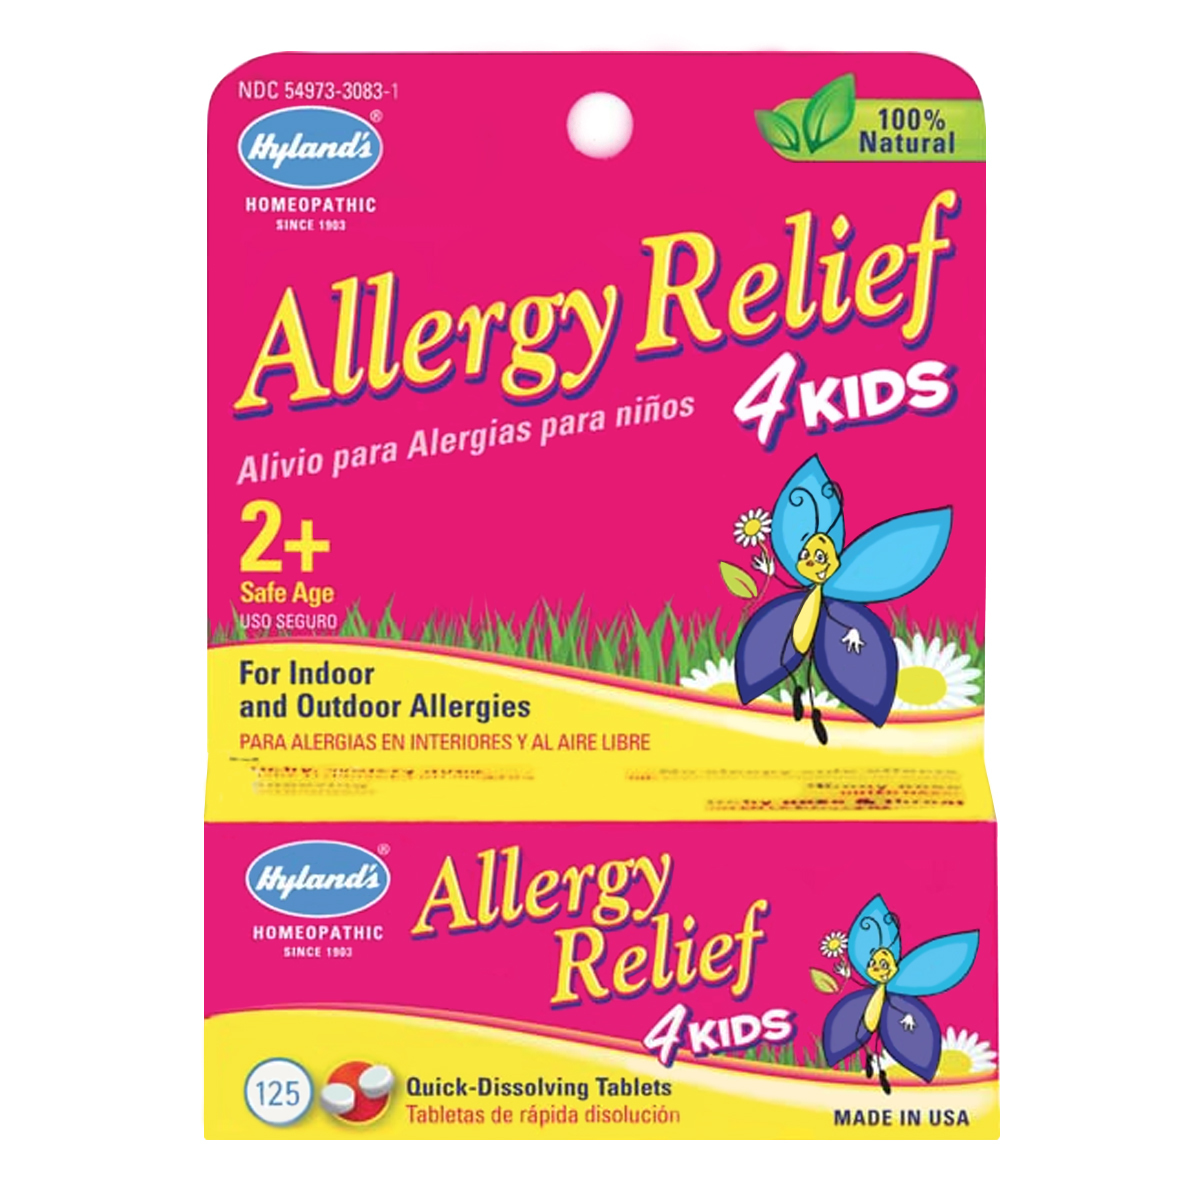 NDC 54973-3083-1
Hyland's®
HOMEOPATHIC
SINCE 1903
100%
Natural
Allergy Relief
4 KIDS
Alivio para Alergias para niños
2+
Safe Age
USO SEGURO
For Indoor
and Outdoor Allergies
PARA ALERGIAS EN INTERIORES Y AL AIRE LIBRE
Hyland's®
HOMEOPATHIC
SINCE 1903
Allergy
Relief
4 KIDS
125
Quick-Dissolving Tablets
Tabletas de rápida disolución
MADE IN USA